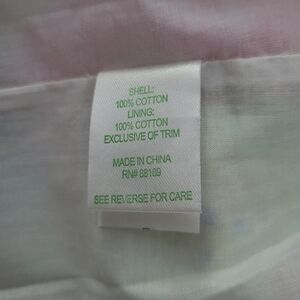 SHELL:
100% COTTON
LINING:
100% COTTON
EXCLUSIVE OF TRIM
MADE IN CHINA
RN# 88189
SEE REVERSE FOR CARE